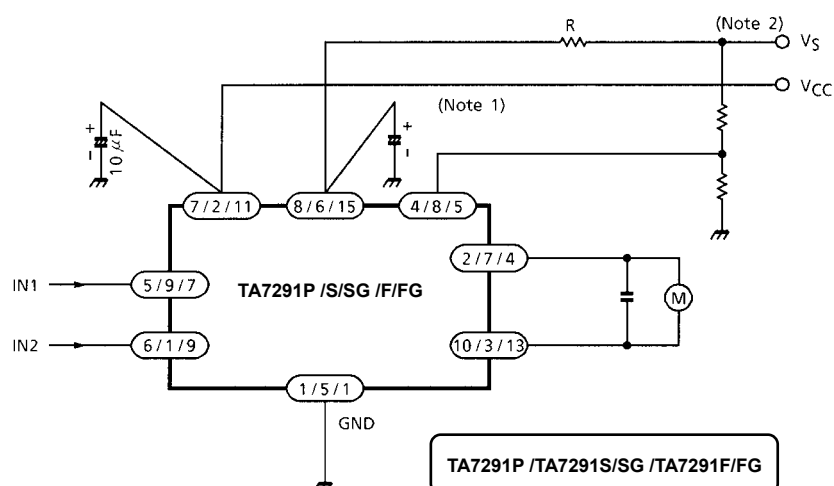 R
(Note 2)
VS
VCC
(Note 1)
+
-
10 μF
+
-
7/2/11
8/6/15
4/8/5
2/7/4
IN1
5/9/7
TA7291P /S/SG /F/FG
M
IN2
6/1/9
10/3/13
1/5/1
GND
TA7291P /TA7291S/SG /TA7291F/FG